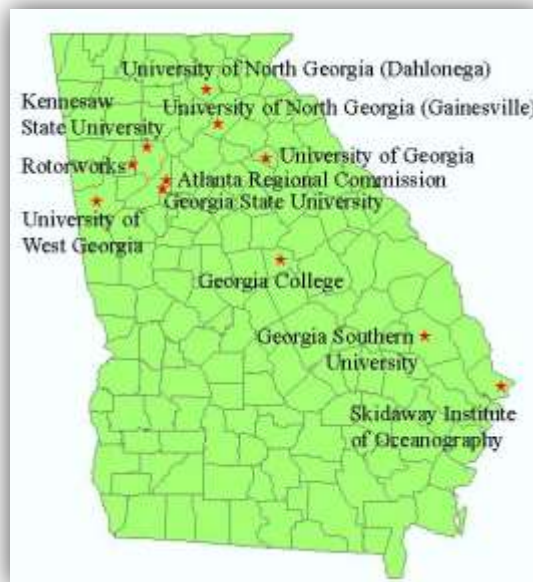 University of North Georgia (Dahlonega)
Kennesaw
State University
University of North Georgia (Gainesville)
Rotorworks
University of Georgia
Atlanta Regional Commission
Georgia State University
University of
West Georgia
Georgia College
Georgia Southern
University
Skidaway Institute
of Oceanography